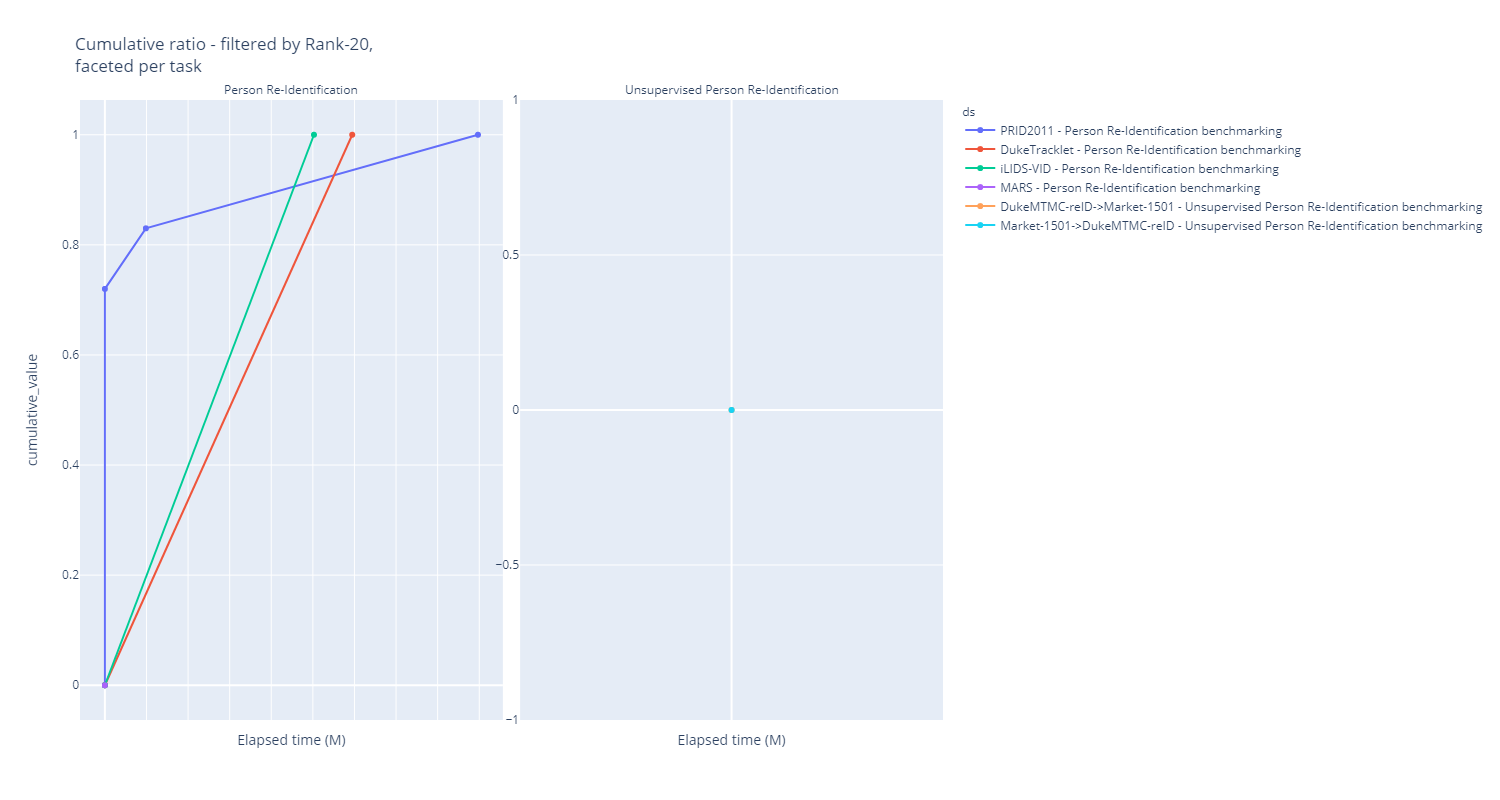 Cumulative ratio - filtered by Rank-20,
faceted per task
Person Re-Identification
Unsupervised Person Re-Identification
1
0.8
0.6
0.4
0.2
0
cumulative_value
Elapsed time (M)
1
0.5
0
−0.5
−1
Elapsed time (M)
ds
PRID2011 - Person Re-Identification benchmarking
DukeTracklet - Person Re-Identification benchmarking
iLIDS-VID - Person Re-Identification benchmarking
MARS - Person Re-Identification benchmarking
DukeMTMC-reID->Market-1501 - Unsupervised Person Re-Identification benchmarking
Market-1501->DukeMTMC-reID - Unsupervised Person Re-Identification benchmarking